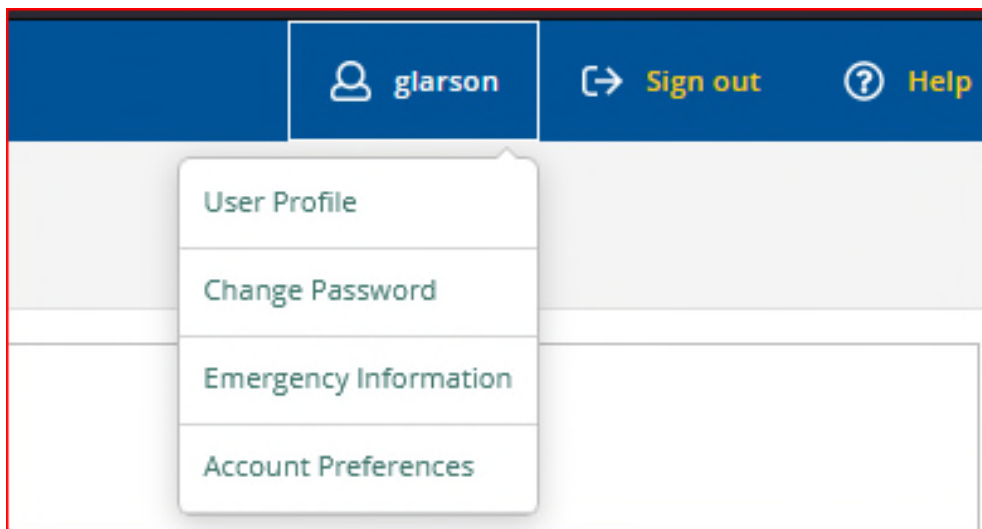 glarson Sign out Help
User Profile
Change Password
Emergency Information
Account Preferences